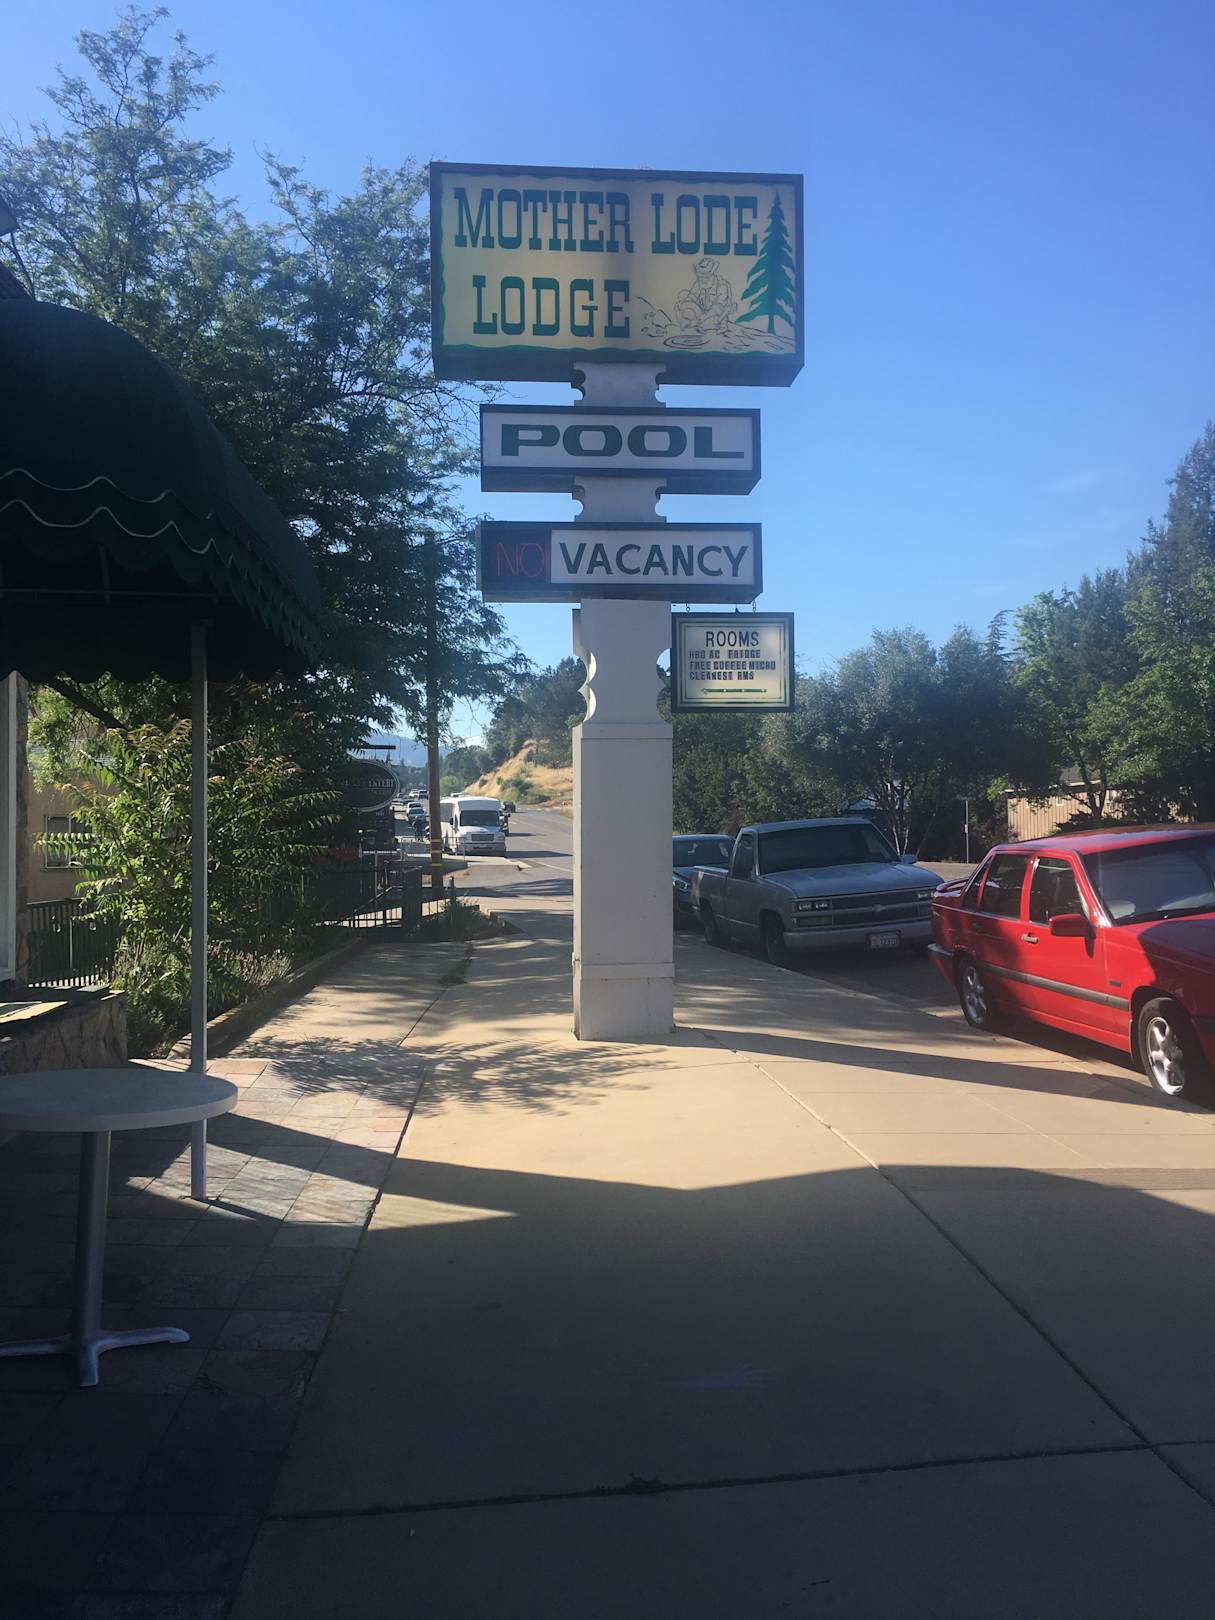 MOTHER LODE
LODGE
POOL
NO VACANCY
ROOMS
HBO AC FRIDGE
FREE COFFEE MICRO
CLEANEST RMS